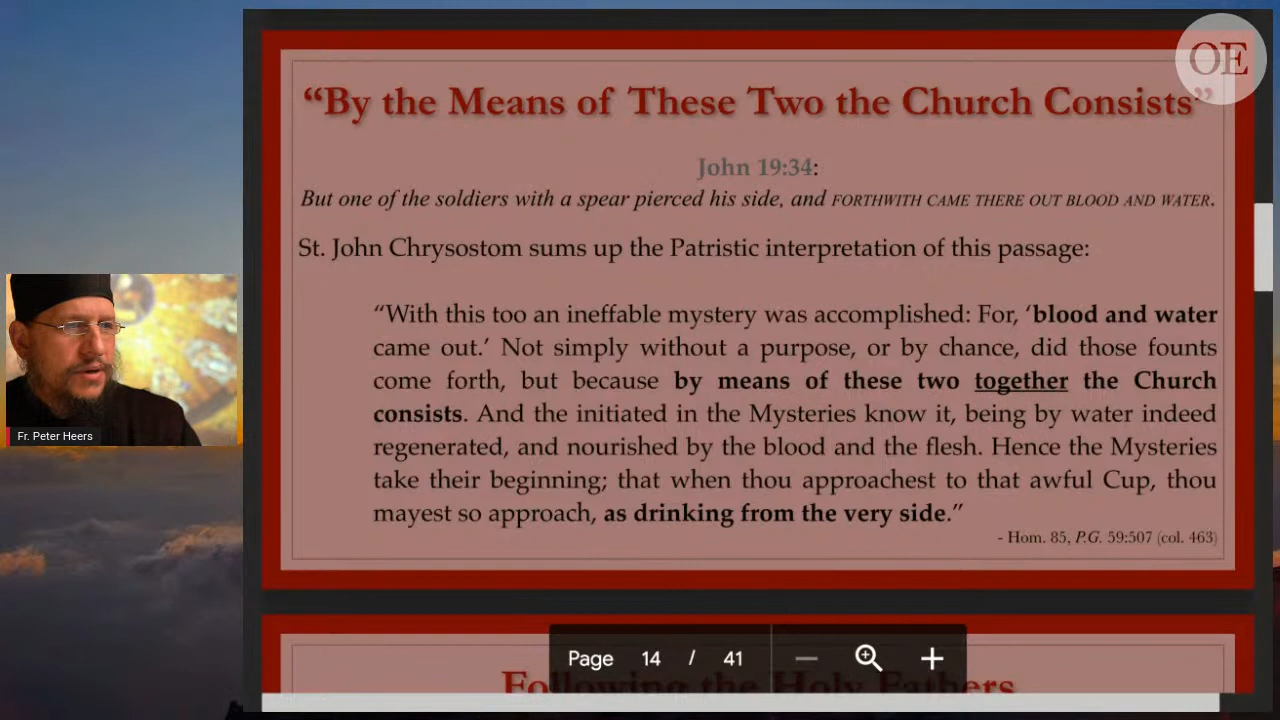 OE
“By the Means of These Two the Church Consists”
John 19:34:
But one of the soldiers with a spear pierced his side, and FORTHWITH CAME THERE OUT BLOOD AND WATER.
St. John Chrysostom sums up the Patristic interpretation of this passage:
“With this too an ineffable mystery was accomplished: For, ‘blood and water
came out.’ Not simply without a purpose, or by chance, did those founts
come forth, but because by means of these two together the Church
consists. And the initiated in the Mysteries know it, being by water indeed
regenerated, and nourished by the blood and the flesh. Hence the Mysteries
take their beginning; that when thou approachest to that awful Cup, thou
mayest so approach, as drinking from the very side.”
- Hom. 85, P.G. 59:507 (col. 463)
Fr. Peter Heers
Page 14 / 41
Following the Holy Fathers